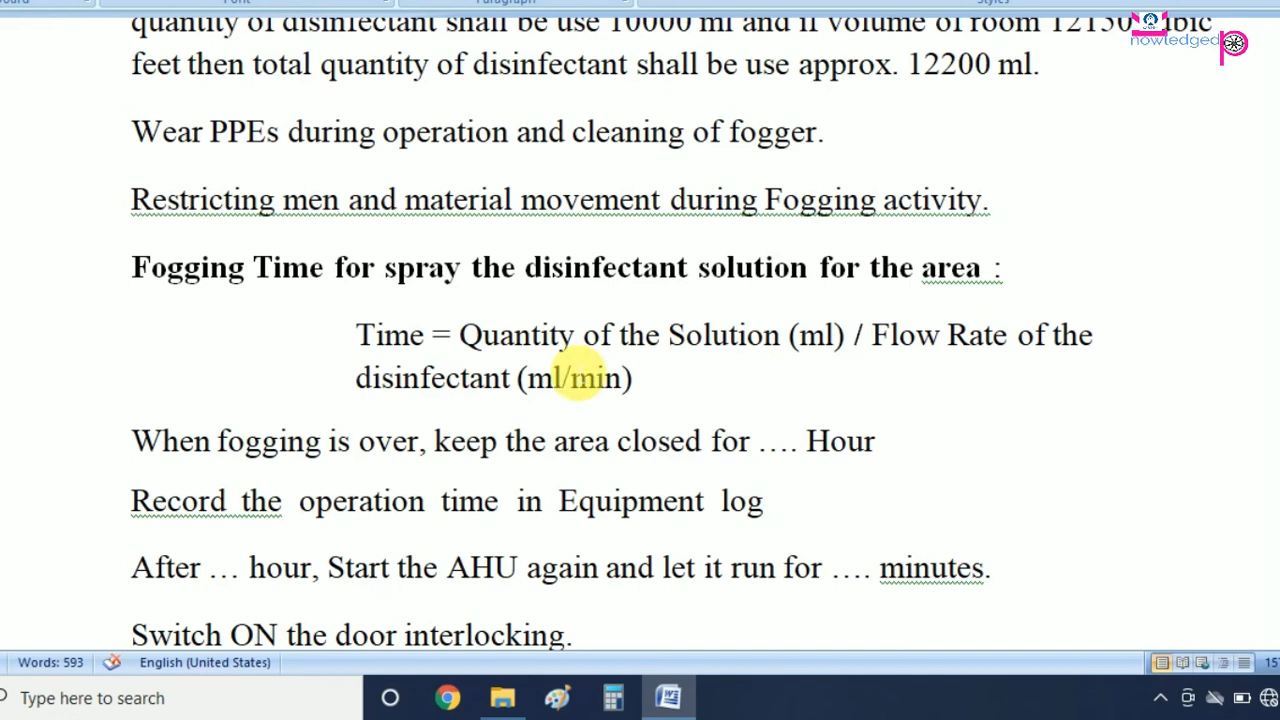 Font
Paragraph
Styles
quantity of disinfectant shall be use 10000 ml and if volume of room 12150 cubic
nowledged
feet then total quantity of disinfectant shall be use approx. 12200 ml.
Wear PPEs during operation and cleaning of fogger.
Restricting men and material movement during Fogging activity.
Fogging Time for spray the disinfectant solution for the area :
Time = Quantity of the Solution (ml) / Flow Rate of the
disinfectant (ml/min)
When fogging is over, keep the area closed for …. Hour
Record the operation time in Equipment log
After … hour, Start the AHU again and let it run for …. minutes.
Switch ON the door interlocking.
Words: 593
English (United States)
Type here to search